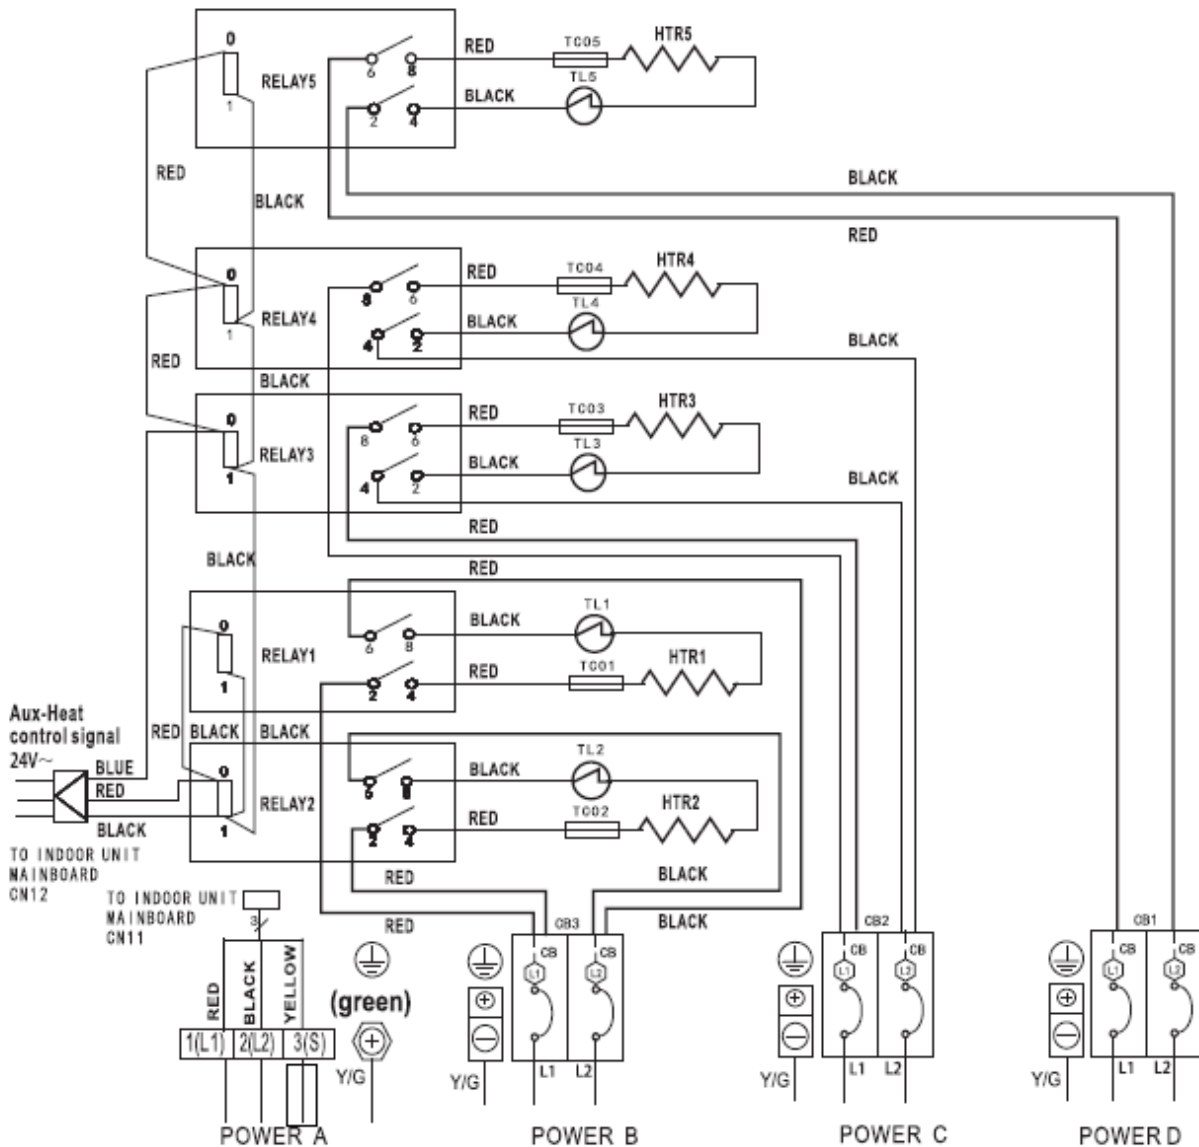 0
RELAY5
1
6
8
2
4
RED
TC05
HTR5
BLACK
TL5
RED
BLACK
BLACK
RED
0
RELAY4
1
8
6
4
2
RED
TC04
HTR4
BLACK
TL4
BLACK
RED
BLACK
0
RELAY3
1
8
6
4
2
RED
TC03
HTR3
BLACK
TL3
BLACK
RED
BLACK
RED
0
RELAY1
1
6
8
2
4
BLACK
TL1
RED
TC01
HTR1
Aux-Heat
control signal
24V~
RED
BLACK
BLACK
BLUE
RED
BLACK
0
RELAY2
1
8
2
4
BLACK
TL2
RED
TC02
HTR2
TO INDOOR UNIT
MAINBOARD
CN12
TO INDOOR UNIT
MAINBOARD
CN11
3
RED
BLACK
RED
BLACK
RED
BLACK
YELLOW
(green)
1(L1)
2(L2)
3(S)
Y/G
POWER A
CB3
CB
CB
L1
L2
Y/G
L1
L2
POWER B
CB2
CB
CB
L1
L2
Y/G
L1
L2
POWER C
CB1
CB
CB
L1
L2
Y/G
L1
L2
POWER D